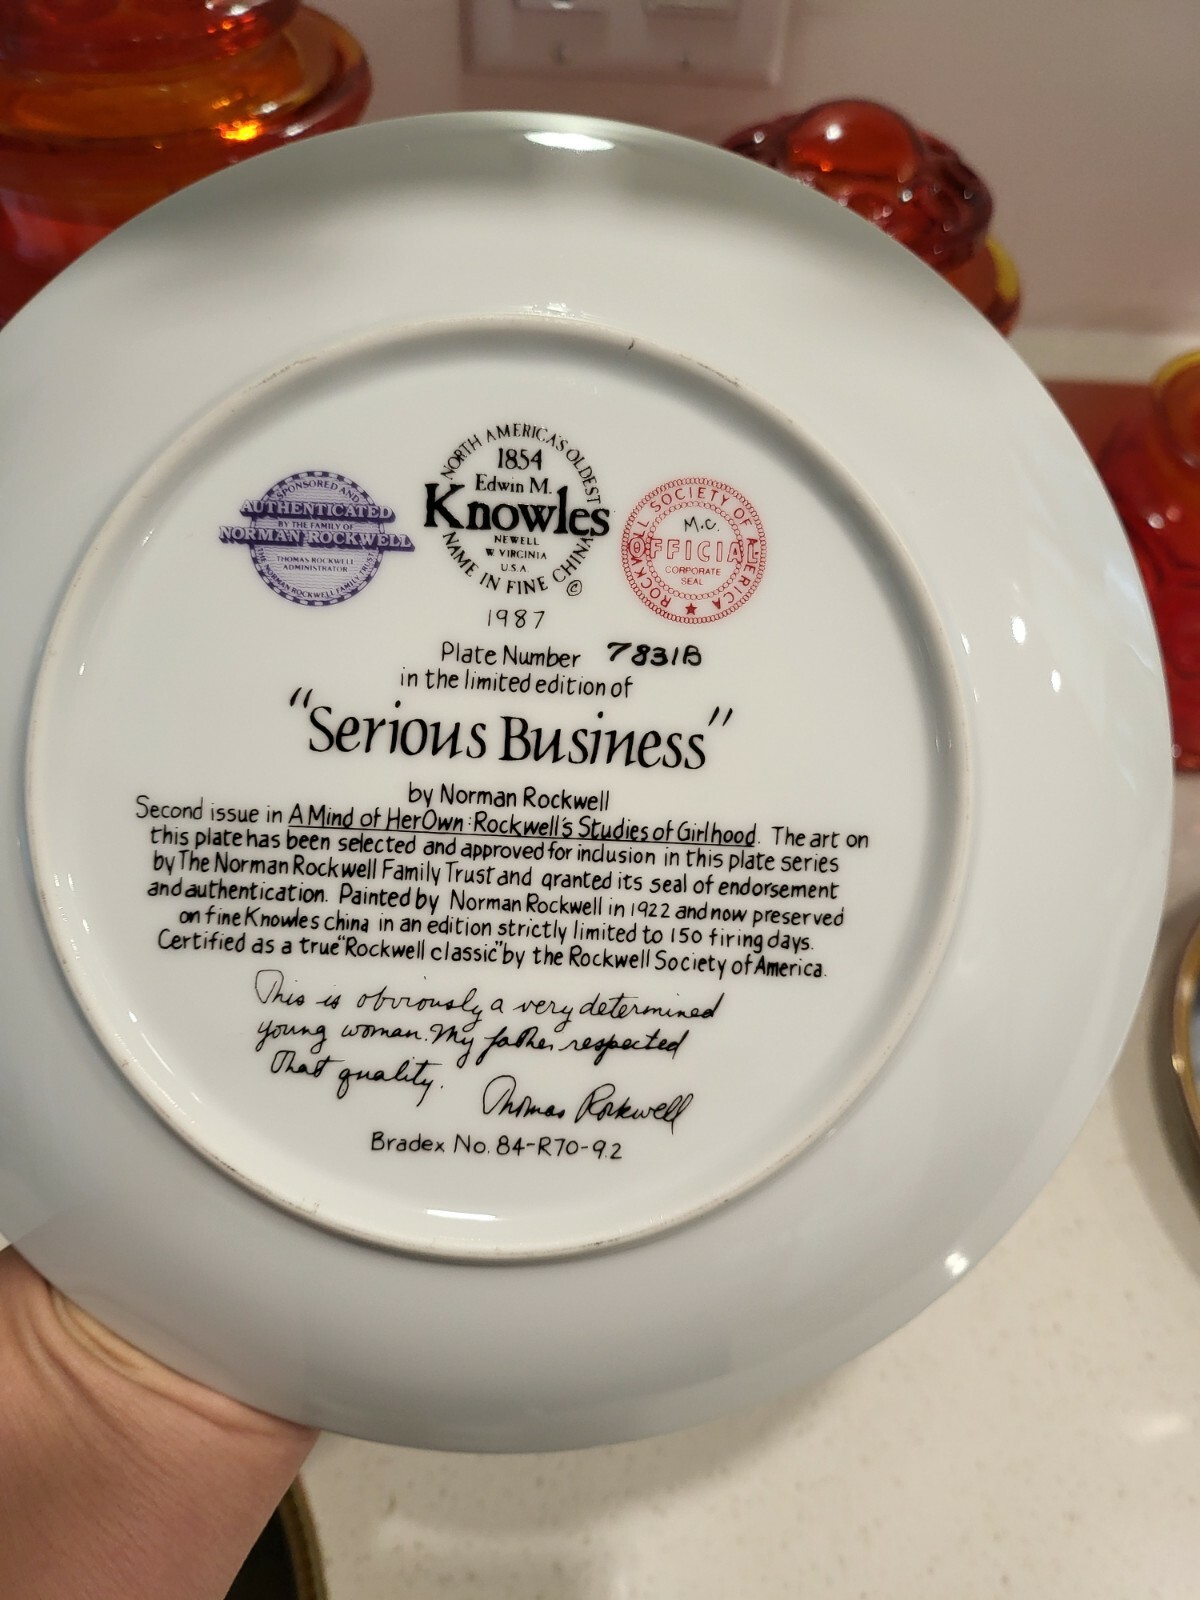 NORTH AMERICA'S OLDEST
1854
Edwin M.
Knowles
NEWELL
W VIRGINIA
U.S.A.
NAME IN FINE CHINA
©
SPONSORED AND
AUTHENTICATED
BY THE FAMILY OF
NORMAN ROCKWELL
THOMAS ROCKWELL
ADMINISTRATOR
THE NORMAN ROCKWELL FAMILY TRUST
ROCKWELL SOCIETY OF AMERICA
M.C.
OFFICIAL
CORPORATE
SEAL
1987
Plate Number 7831B
in the limited edition of
"Serious Business"
by Norman Rockwell
Second issue in A Mind of Her Own: Rockwell's Studies of Girlhood. The art on
this plate has been selected and approved for inclusion in this plate series
by The Norman Rockwell Family Trust and granted its seal of endorsement
and authentication. Painted by Norman Rockwell in 1922 and now preserved
on fine Knowles china in an edition strictly limited to 150 firing days.
Certified as a true "Rockwell classic" by the Rockwell Society of America.
This is obviously a very determined
young woman. My father respected
that quality. Thomas Rockwell
Bradex No. 84-R70-9.2